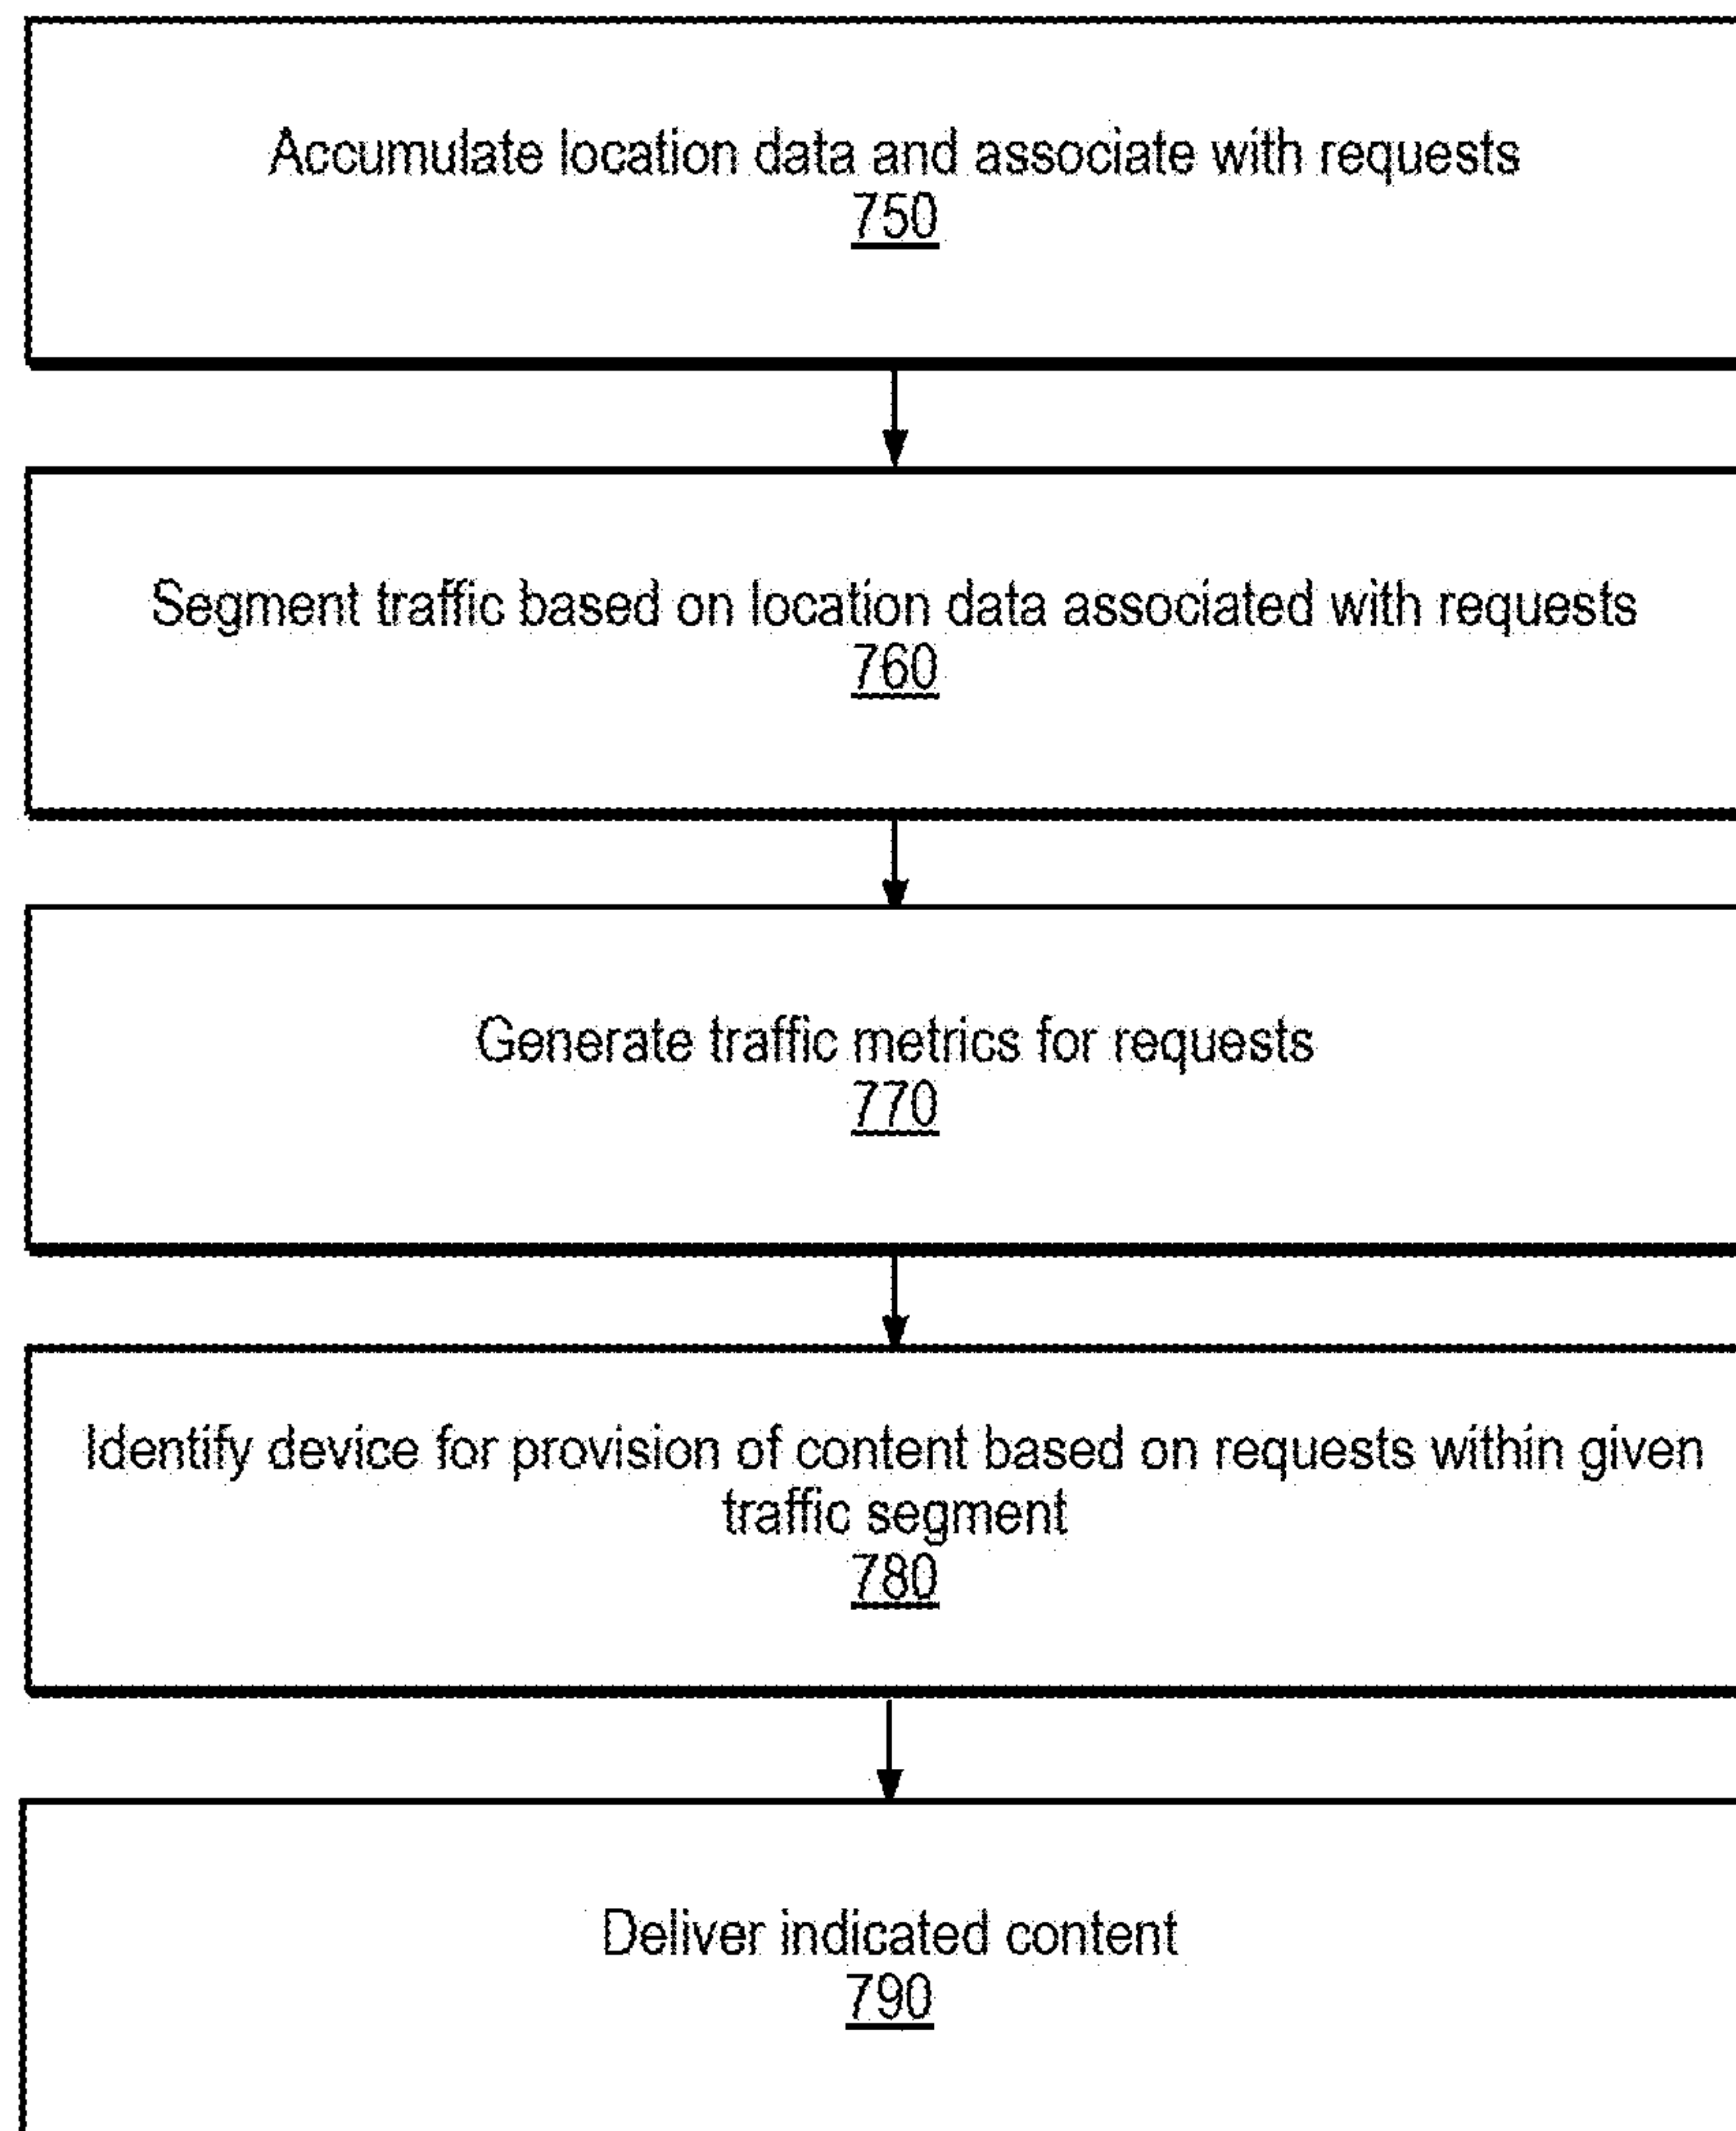 Accumulate location data and associate with requests
750
Segment traffic based on location data associated with requests
760
Generate traffic metrics for requests
770
Identify device for provision of content based on requests within given
traffic segment
780
Deliver indicated content
790